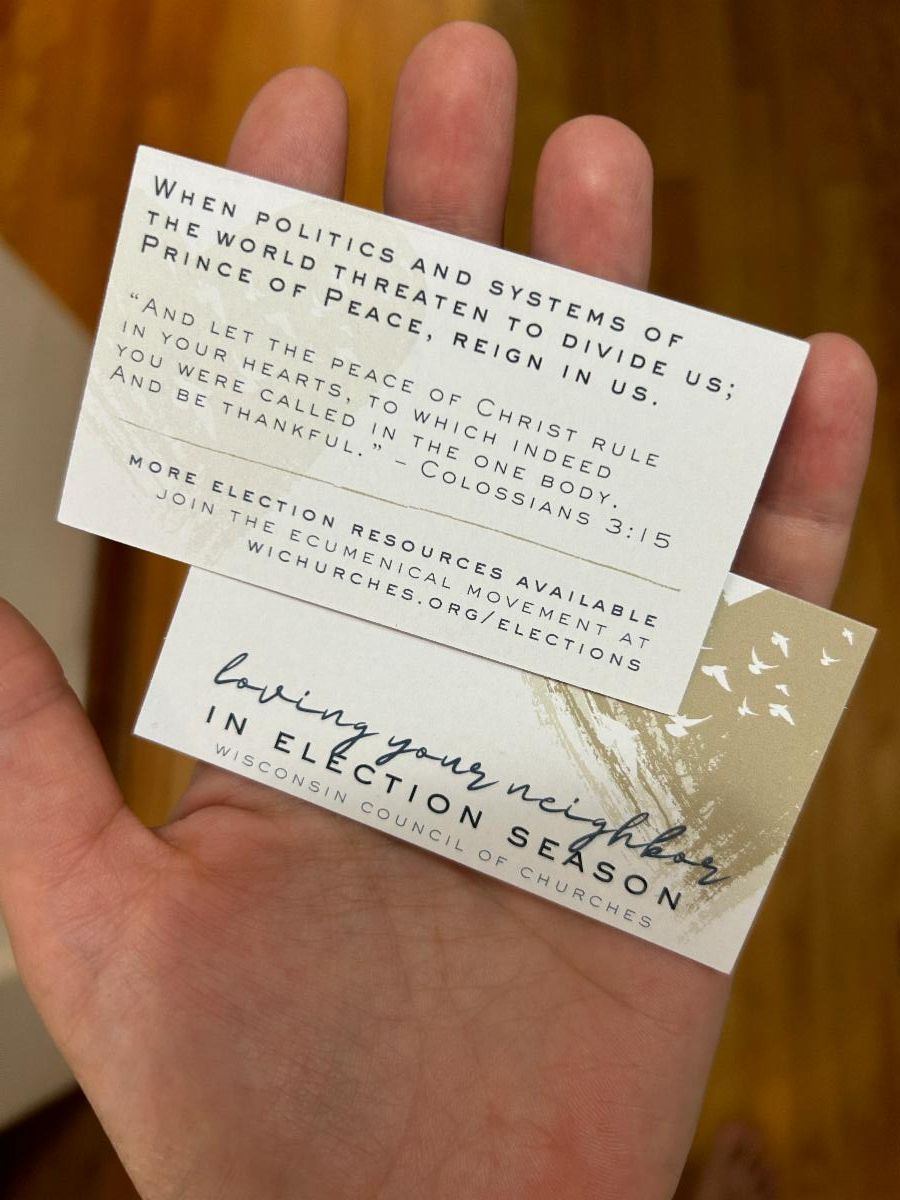 When politics and systems of
the world threaten to divide us;
Prince of Peace, reign in us.
“And let the peace of Christ rule
in your hearts, to which indeed
you were called in the one body.
And be thankful.” – Colossians 3:15
more election resources available
join the ecumenical movement at
wichurches.org/elections
loving your neighbor
in election season
Wisconsin Council of Churches